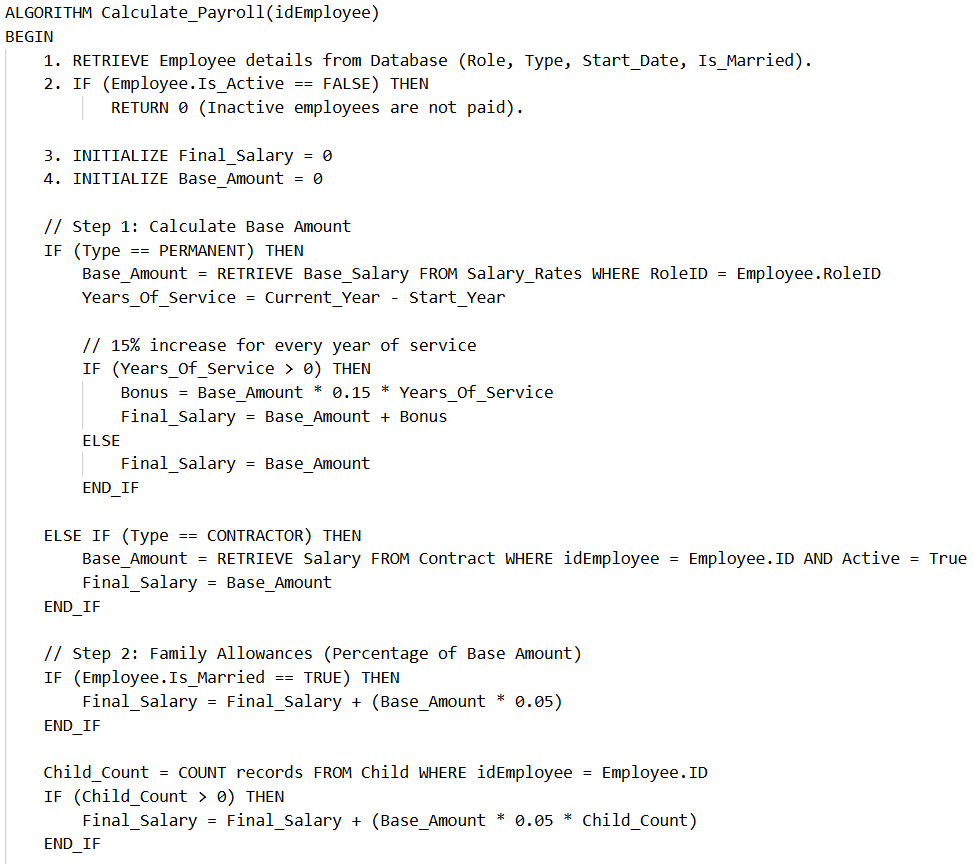 ALGORITHM Calculate_Payroll(idEmployee)
BEGIN
    1. RETRIEVE Employee details from Database (Role, Type, Start_Date, Is_Married).
    2. IF (Employee.Is_Active == FALSE) THEN
           RETURN 0 (Inactive employees are not paid).

    3. INITIALIZE Final_Salary = 0
    4. INITIALIZE Base_Amount = 0

    // Step 1: Calculate Base Amount
    IF (Type == PERMANENT) THEN
        Base_Amount = RETRIEVE Base_Salary FROM Salary_Rates WHERE RoleID = Employee.RoleID
        Years_Of_Service = Current_Year - Start_Year

        // 15% increase for every year of service
        IF (Years_Of_Service > 0) THEN
            Bonus = Base_Amount * 0.15 * Years_Of_Service
            Final_Salary = Base_Amount + Bonus
        ELSE
            Final_Salary = Base_Amount
        END_IF

    ELSE IF (Type == CONTRACTOR) THEN
        Base_Amount = RETRIEVE Salary FROM Contract WHERE idEmployee = Employee.ID AND Active = True
        Final_Salary = Base_Amount
    END_IF

    // Step 2: Family Allowances (Percentage of Base Amount)
    IF (Employee.Is_Married == TRUE) THEN
        Final_Salary = Final_Salary + (Base_Amount * 0.05)
    END_IF

    Child_Count = COUNT records FROM Child WHERE idEmployee = Employee.ID
    IF (Child_Count > 0) THEN
        Final_Salary = Final_Salary + (Base_Amount * 0.05 * Child_Count)
    END_IF